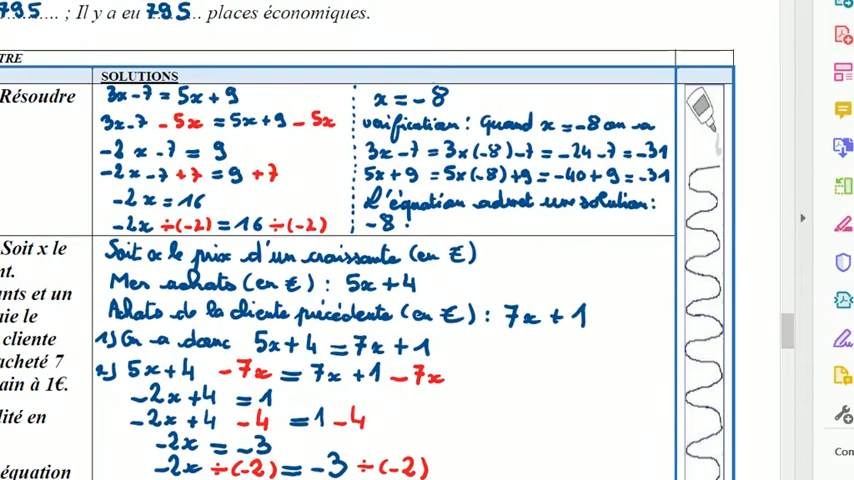 795.... ; Il y a eu 795... places économiques.
TRE
SOLUTIONS
Résoudre
3x-7 = 5x+9
3x-7 -5x = 5x+9 -5x
-2x-7 = 9
-2x-7 +7 = 9 +7
-2x = 16
-2x ÷(-2) = 16 ÷(-2)
x = -8
vérification : Quand x = -8 on a
3x-7 = 3x(-8)-7 = -24-7 = -31
5x+9 = 5x(-8)+9 = -40+9 = -31
L'équation admet une solution :
-8.
Soit x le
nt.
ants et un
aie le
cliente
acheté 7
ain à 1€.
lité en
équation
Soit x le prix d'un croissante (en €)
Mes achats (en €) : 5x+4
Achats de la cliente précédente (en €) : 7x+1
1) On a donc 5x+4 = 7x+1
2) 5x+4 -7x = 7x+1 -7x
-2x+4 = 1
-2x+4 -4 = 1 -4
-2x = -3
-2x ÷(-2) = -3 ÷(-2)
Con